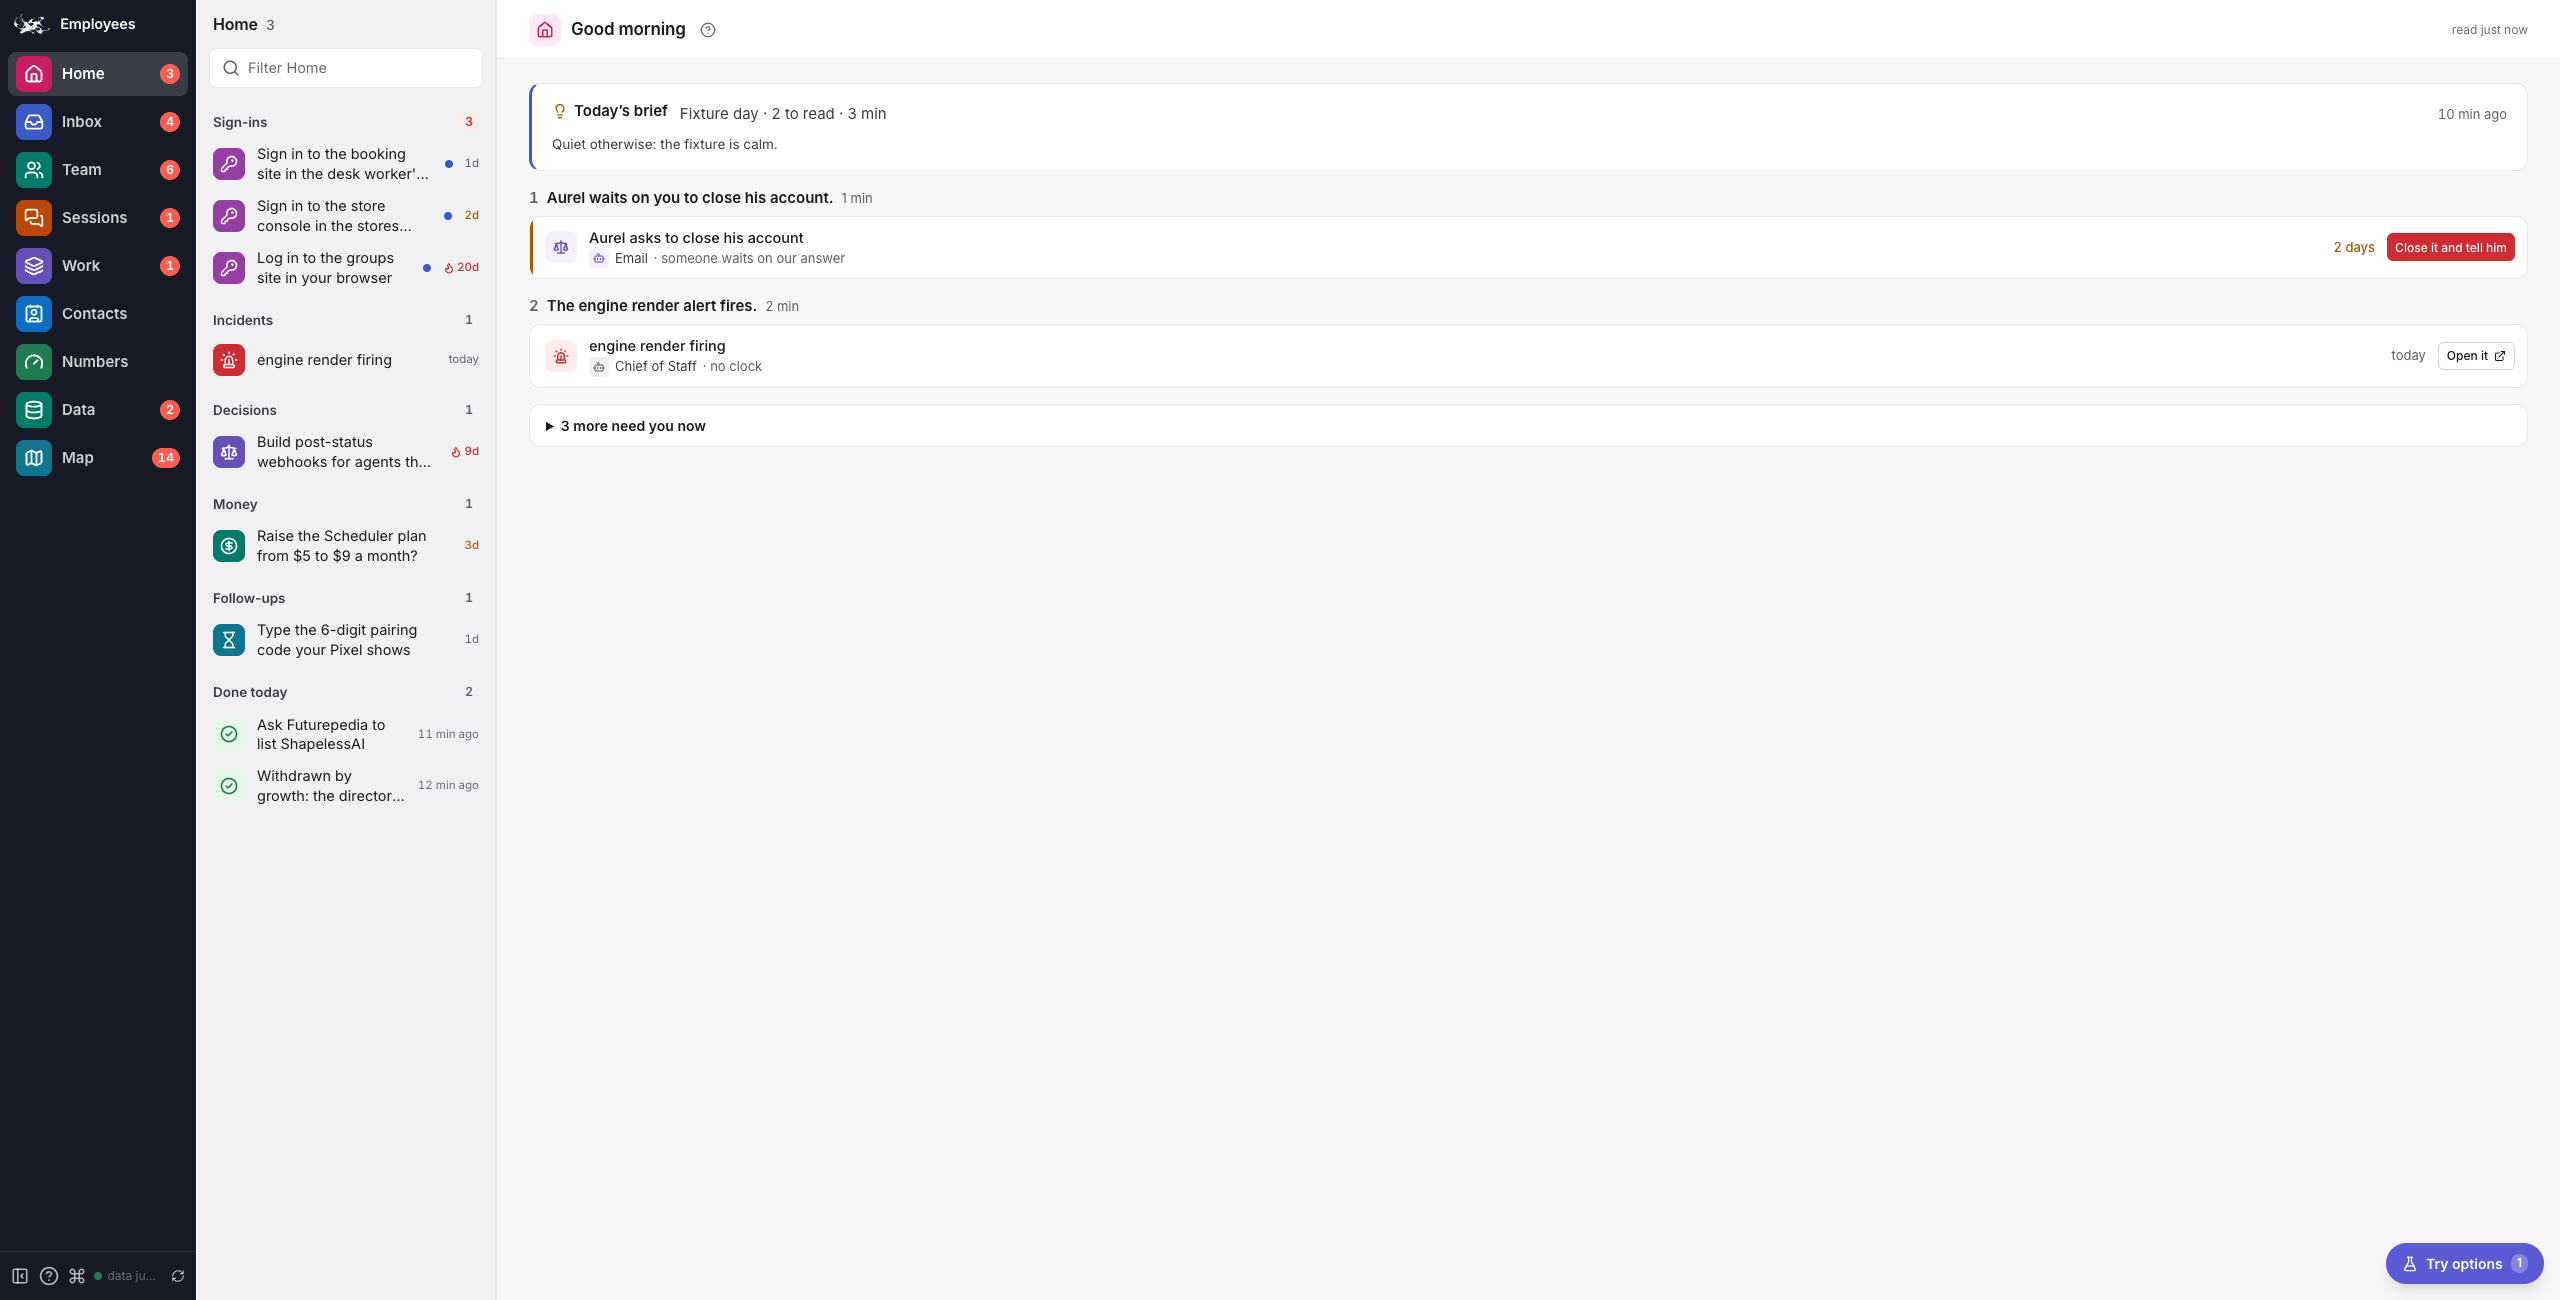 Employees
Home 3
Inbox 4
Team 6
Sessions 1
Work 1
Contacts
Numbers
Data 2
Map 14
data ju...
Home 3
Filter Home
Sign-ins 3
Sign in to the booking
site in the desk worker'... 1d
Sign in to the store
console in the stores... 2d
Log in to the groups
site in your browser 20d
Incidents 1
engine render firing today
Decisions 1
Build post-status
webhooks for agents th... 9d
Money 1
Raise the Scheduler plan
from $5 to $9 a month? 3d
Follow-ups 1
Type the 6-digit pairing
code your Pixel shows 1d
Done today 2
Ask Futurepedia to
list ShapelessAI 11 min ago
Withdrawn by
growth: the director... 12 min ago
Good morning read just now
Today’s brief Fixture day · 2 to read · 3 min 10 min ago
Quiet otherwise: the fixture is calm.
1 Aurel waits on you to close his account. 1 min
Aurel asks to close his account
Email · someone waits on our answer
2 days Close it and tell him
2 The engine render alert fires. 2 min
engine render firing
Chief of Staff · no clock
today Open it
3 more need you now
Try options 1